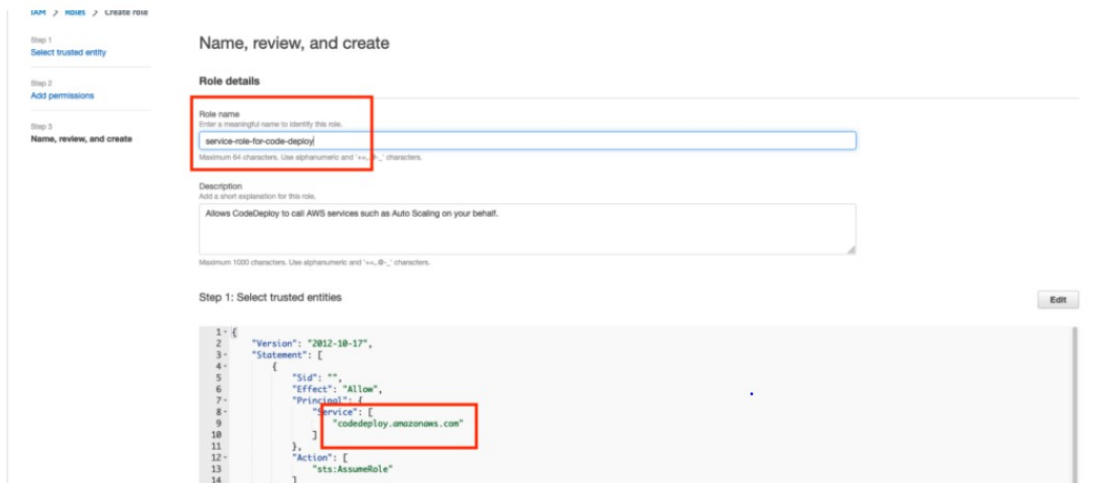 IAM > Roles > Create role
Step 1
Select trusted entity
Step 2
Add permissions
Step 3
Name, review, and create
Name, review, and create
Role details
Role name
Enter a meaningful name to identify this role.
service-role-for-code-deploy
Maximum 64 characters. Use alphanumeric and '+=,.@-_' characters.
Description
Add a short explanation for this role.
Allows CodeDeploy to call AWS services such as Auto Scaling on your behalf.
Maximum 1000 characters. Use alphanumeric and '+=,.@-_' characters.
Step 1: Select trusted entities
Edit
1 {
2 "Version": "2012-10-17",
3 "Statement": [
4 {
5 "Sid": "",
6 "Effect": "Allow",
7 "Principal": {
8 "Service": [
9 "codedeploy.amazonaws.com"
10 ]
11 },
12 "Action": [
13 "sts:AssumeRole"
14 ]